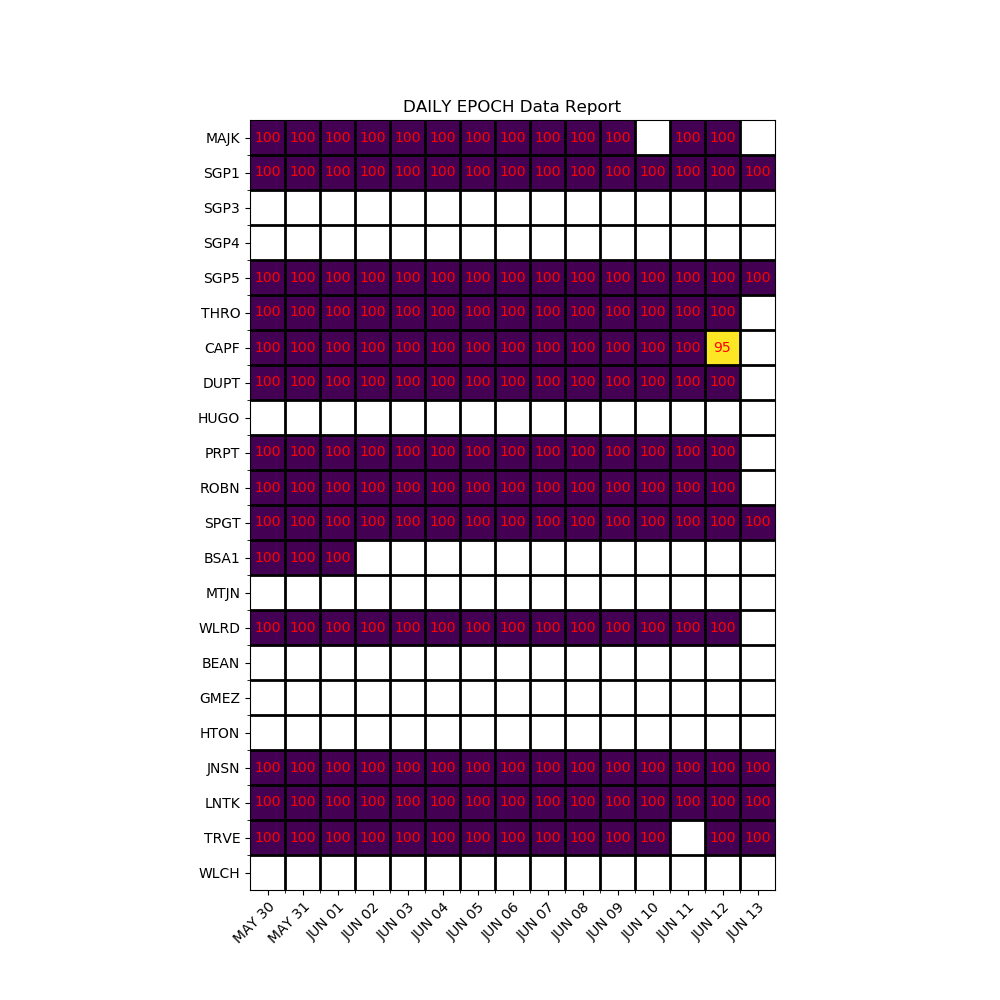 DAILY EPOCH Data Report
MAJK 100 100 100 100 100 100 100 100 100 100 100 100 100
SGP1 100 100 100 100 100 100 100 100 100 100 100 100 100 100 100
SGP3
SGP4
SGP5 100 100 100 100 100 100 100 100 100 100 100 100 100 100 100
THRO 100 100 100 100 100 100 100 100 100 100 100 100 100 100
CAPF 100 100 100 100 100 100 100 100 100 100 100 100 100 95
DUPT 100 100 100 100 100 100 100 100 100 100 100 100 100 100
HUGO
PRPT 100 100 100 100 100 100 100 100 100 100 100 100 100 100
ROBN 100 100 100 100 100 100 100 100 100 100 100 100 100 100
SPGT 100 100 100 100 100 100 100 100 100 100 100 100 100 100 100
BSA1 100 100 100
MTJN
WLRD 100 100 100 100 100 100 100 100 100 100 100 100 100 100
BEAN
GMEZ
HTON
JNSN 100 100 100 100 100 100 100 100 100 100 100 100 100 100 100
LNTK 100 100 100 100 100 100 100 100 100 100 100 100 100 100 100
TRVE 100 100 100 100 100 100 100 100 100 100 100 100 100 100
WLCH
MAY 30 MAY 31 JUN 01 JUN 02 JUN 03 JUN 04 JUN 05 JUN 06 JUN 07 JUN 08 JUN 09 JUN 10 JUN 11 JUN 12 JUN 13